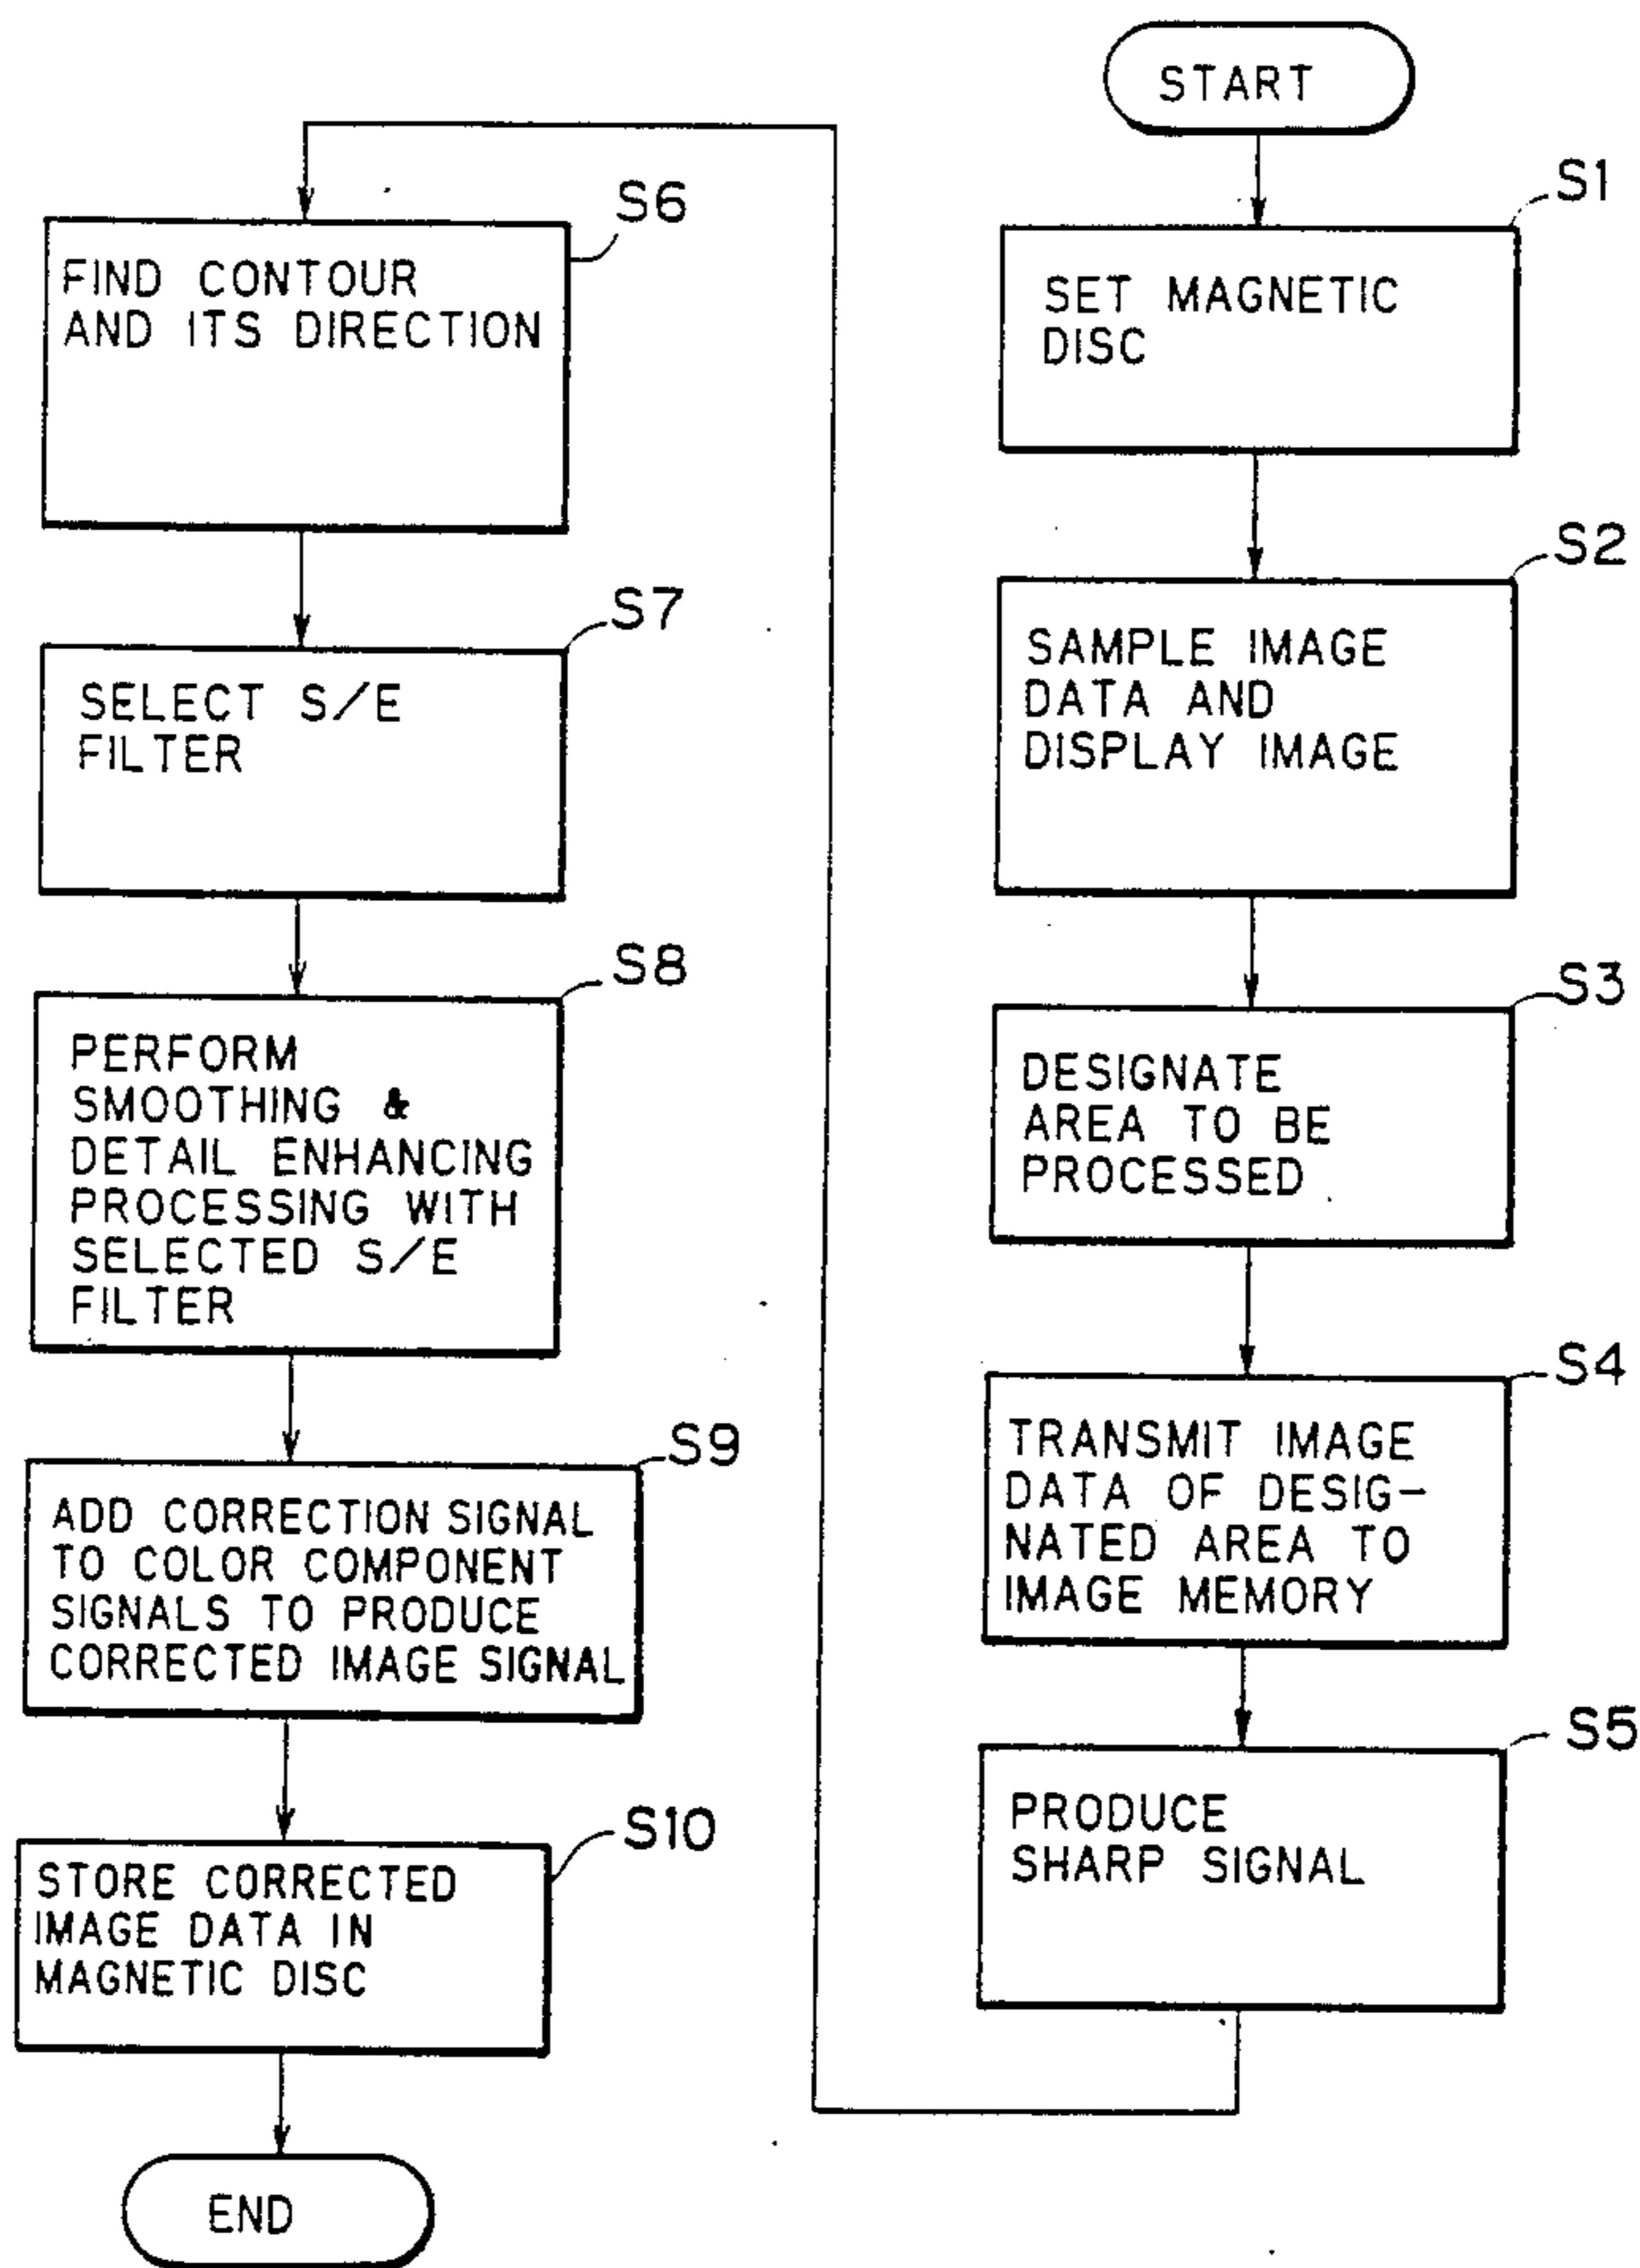 START
S1
SET MAGNETIC
DISC
S2
SAMPLE IMAGE
DATA AND
DISPLAY IMAGE
S3
DESIGNATE
AREA TO BE
PROCESSED
S4
TRANSMIT IMAGE
DATA OF DESIG-
NATED AREA TO
IMAGE MEMORY
S5
PRODUCE
SHARP SIGNAL
S6
FIND CONTOUR
AND ITS DIRECTION
S7
SELECT S/E
FILTER
S8
PERFORM
SMOOTHING &
DETAIL ENHANCING
PROCESSING WITH
SELECTED S/E
FILTER
S9
ADD CORRECTION SIGNAL
TO COLOR COMPONENT
SIGNALS TO PRODUCE
CORRECTED IMAGE SIGNAL
S10
STORE CORRECTED
IMAGE DATA IN
MAGNETIC DISC
END